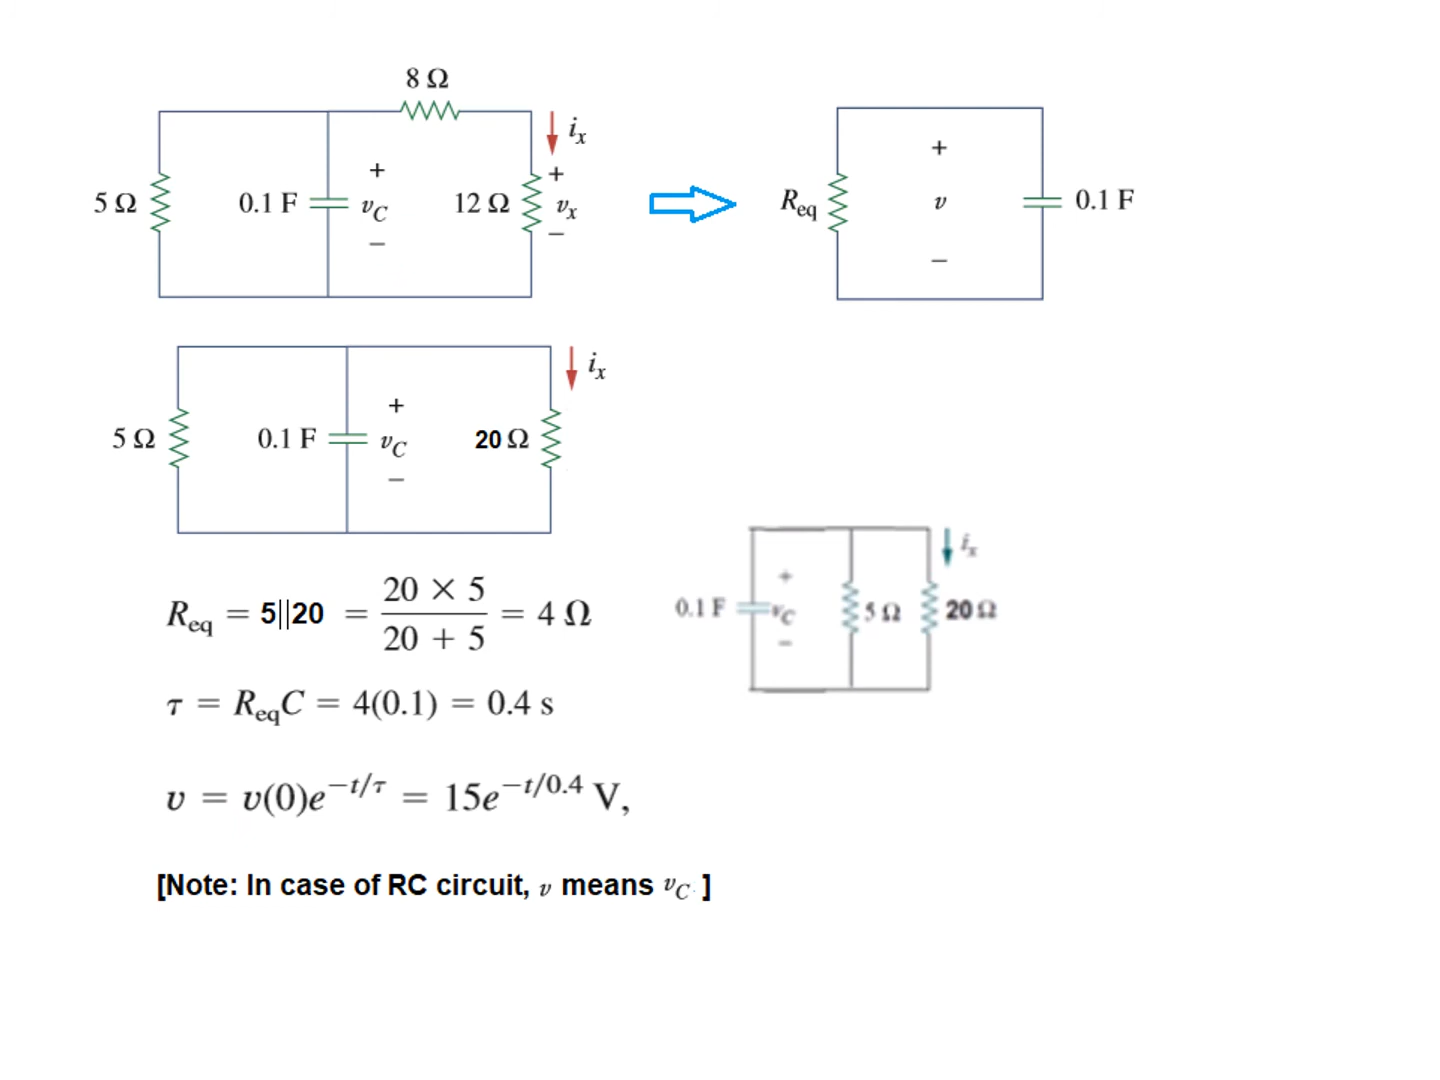 8 Ω
i_x
5 Ω
0.1 F
+
v_C
−
12 Ω
+
v_x
−
R_eq
+
v
−
0.1 F
i_x
5 Ω
0.1 F
+
v_C
−
20 Ω
R_eq = 5||20 = (20 × 5)/(20 + 5) = 4 Ω
i_x
0.1 F
+
v_C
−
5 Ω
20 Ω
τ = R_eqC = 4(0.1) = 0.4 s
v = v(0)e^−t/τ = 15e^−t/0.4 V,
[Note: In case of RC circuit, v means v_C ]